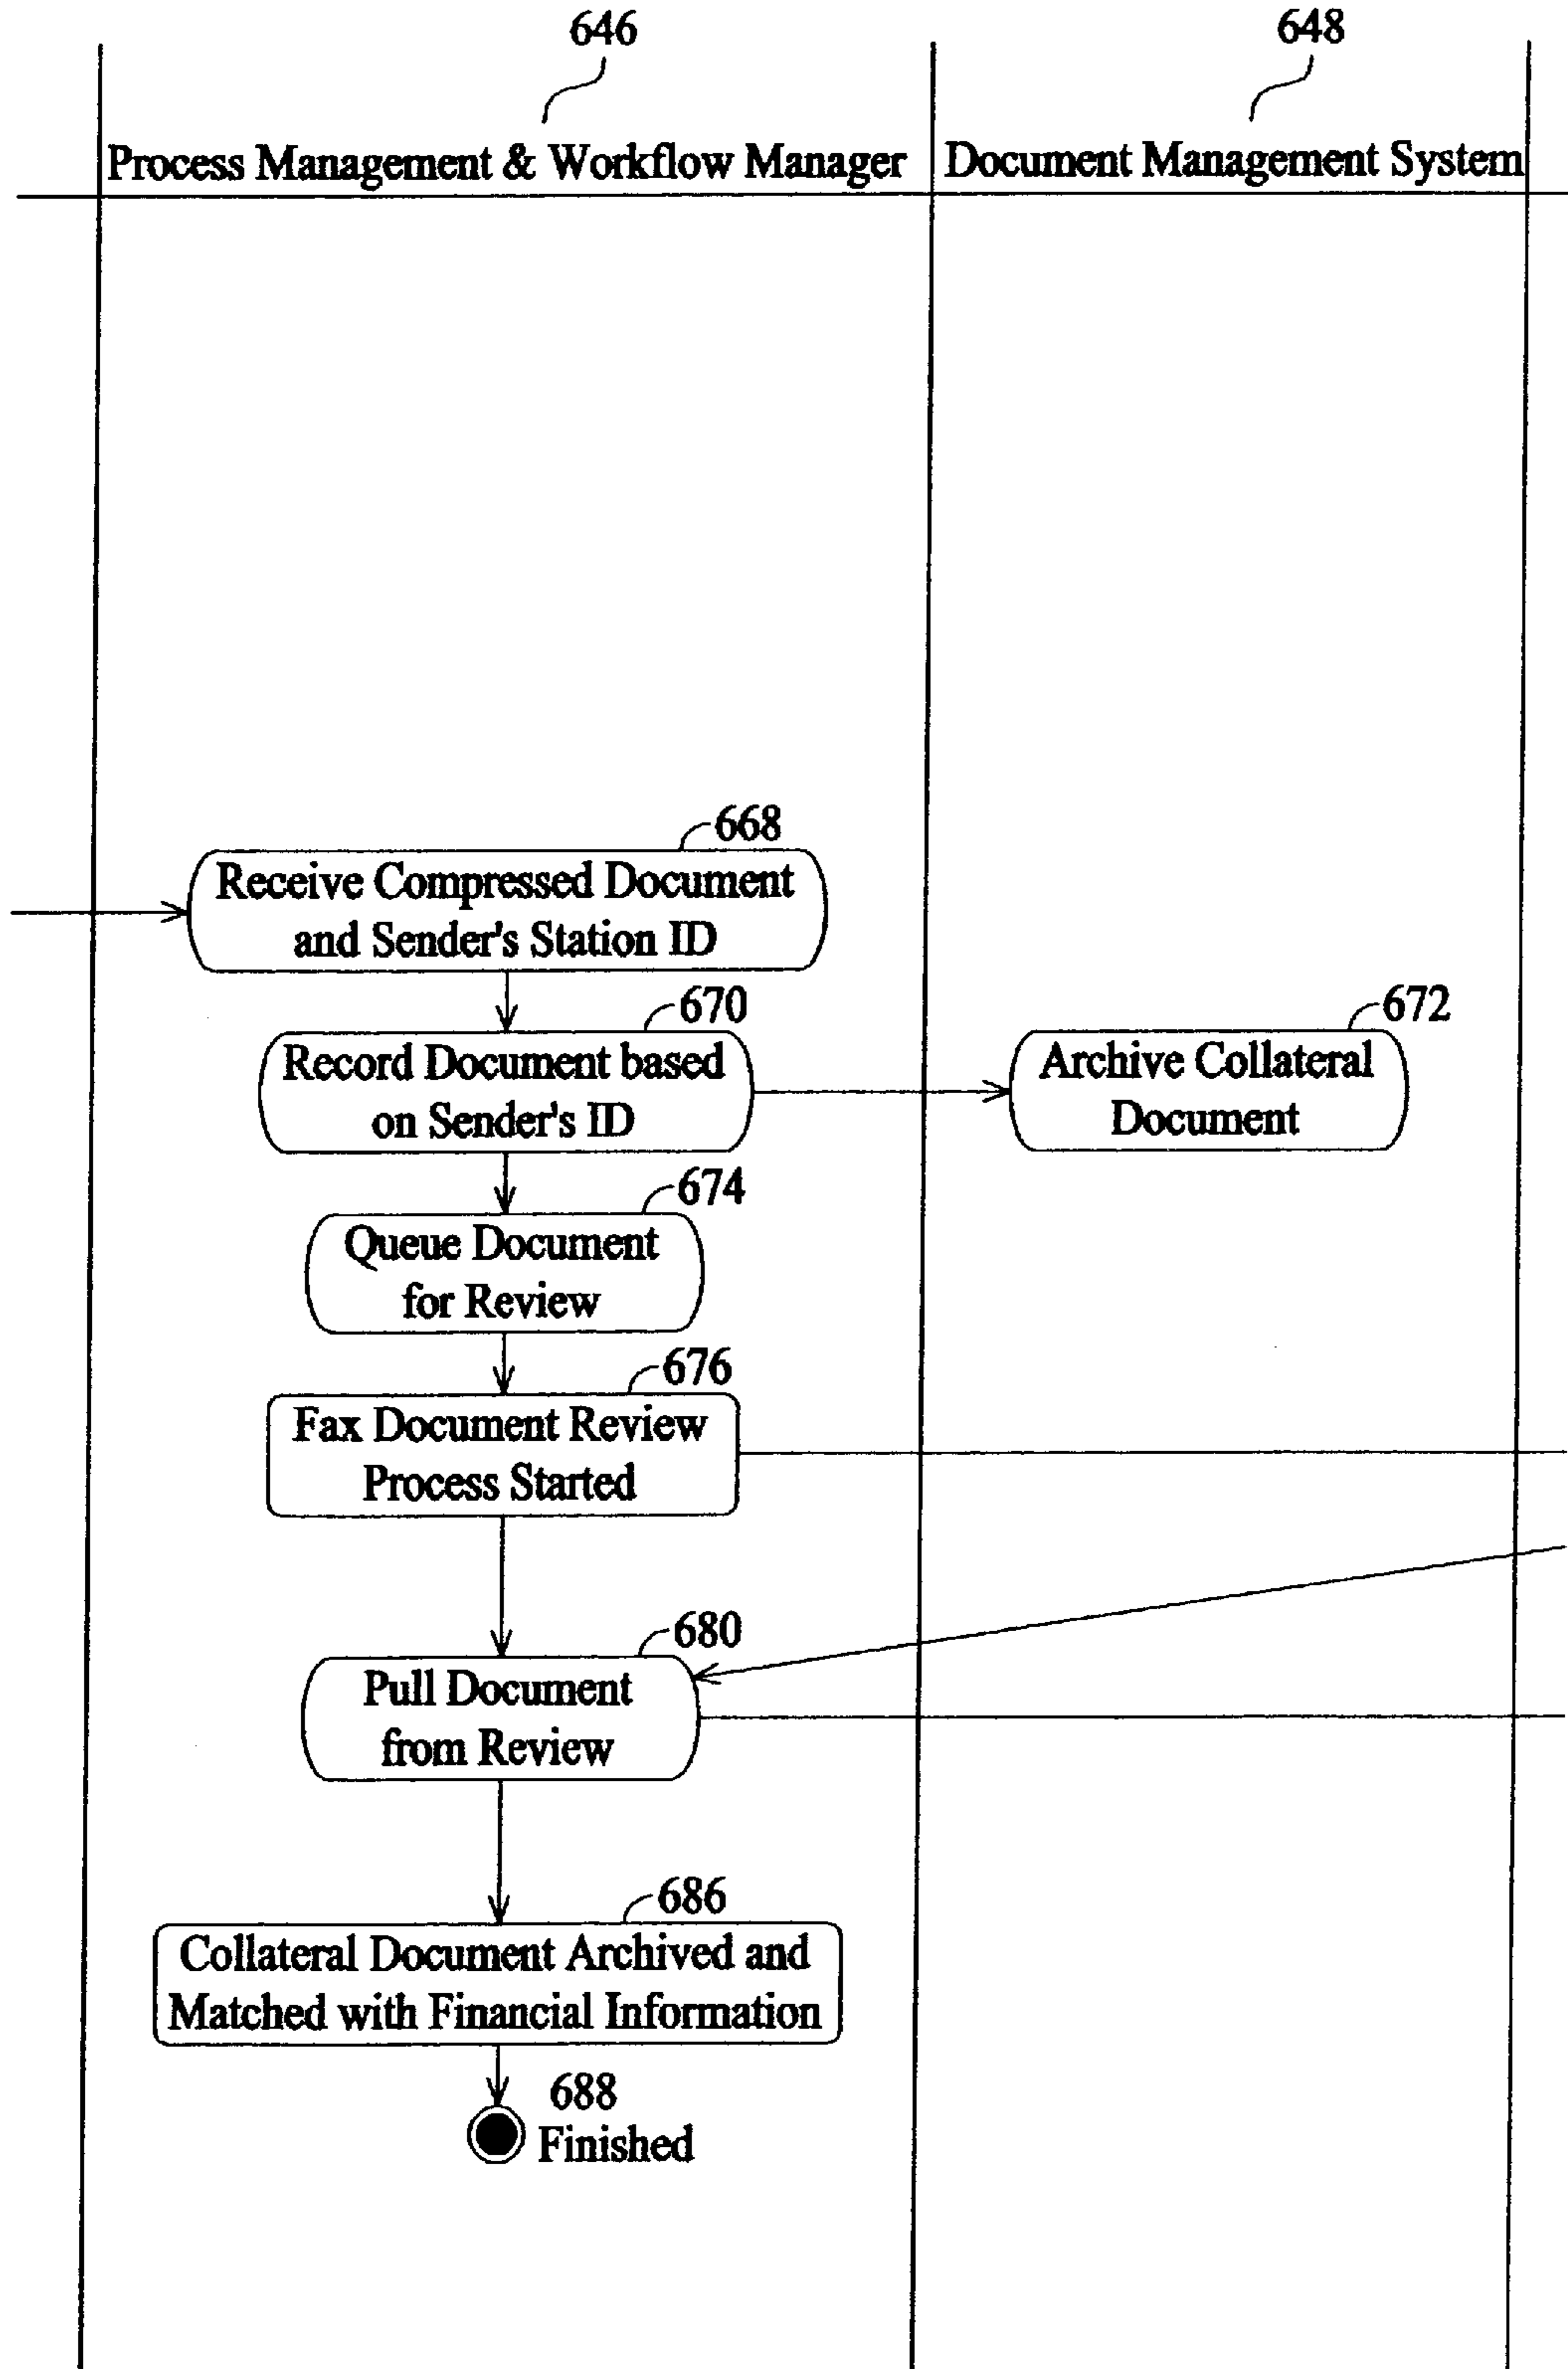 646
648
Process Management & Workflow Manager
Document Management System
668
Receive Compressed Document
and Sender's Station ID
670
Record Document based
on Sender's ID
672
Archive Collateral
Document
674
Queue Document
for Review
676
Fax Document Review
Process Started
680
Pull Document
from Review
686
Collateral Document Archived and
Matched with Financial Information
688
Finished